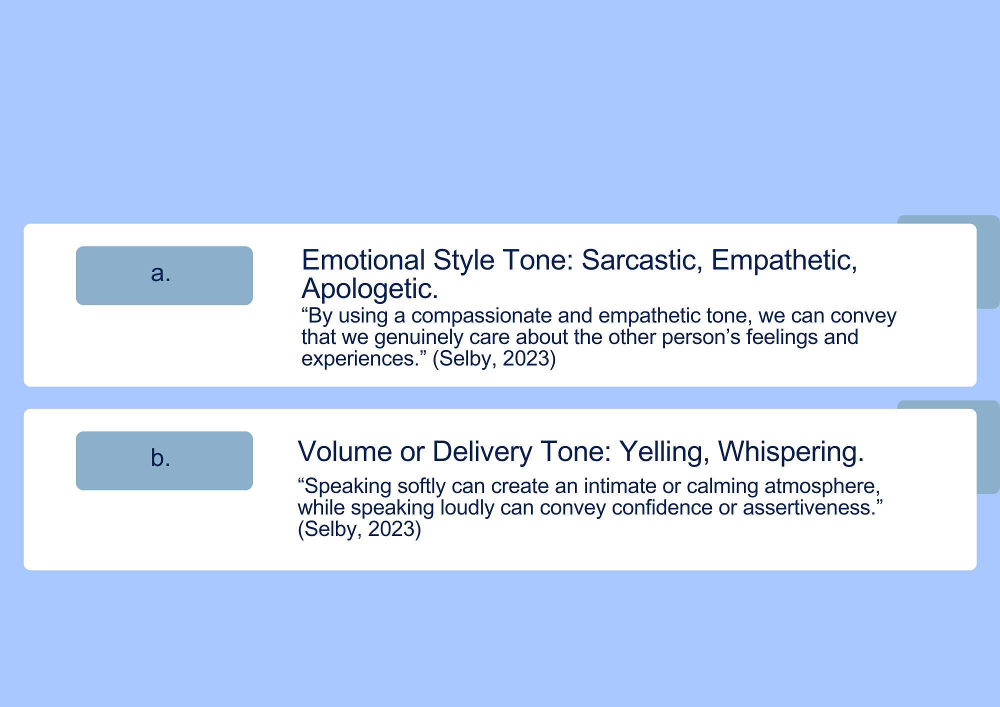 a.
Emotional Style Tone: Sarcastic, Empathetic,
Apologetic.
“By using a compassionate and empathetic tone, we can convey
that we genuinely care about the other person’s feelings and
experiences.” (Selby, 2023)
b.
Volume or Delivery Tone: Yelling, Whispering.
“Speaking softly can create an intimate or calming atmosphere,
while speaking loudly can convey confidence or assertiveness.”
(Selby, 2023)